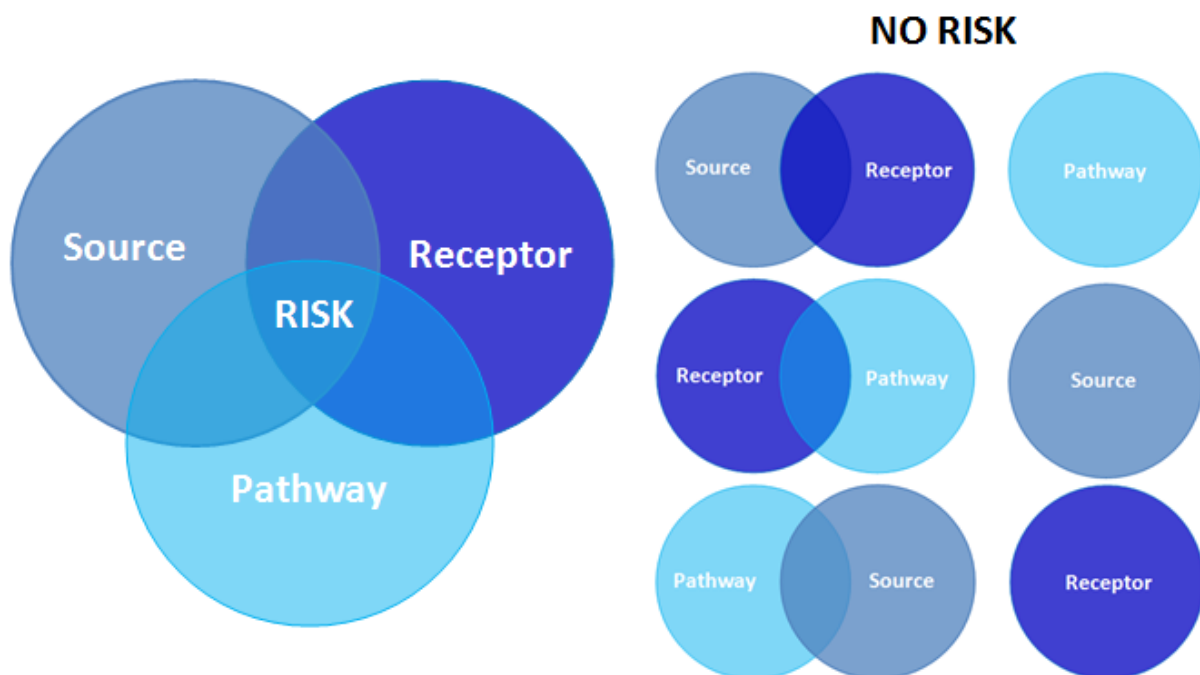 NO RISK
Source
Receptor
RISK
Pathway
Source
Receptor
Pathway
Receptor
Pathway
Source
Pathway
Source
Receptor